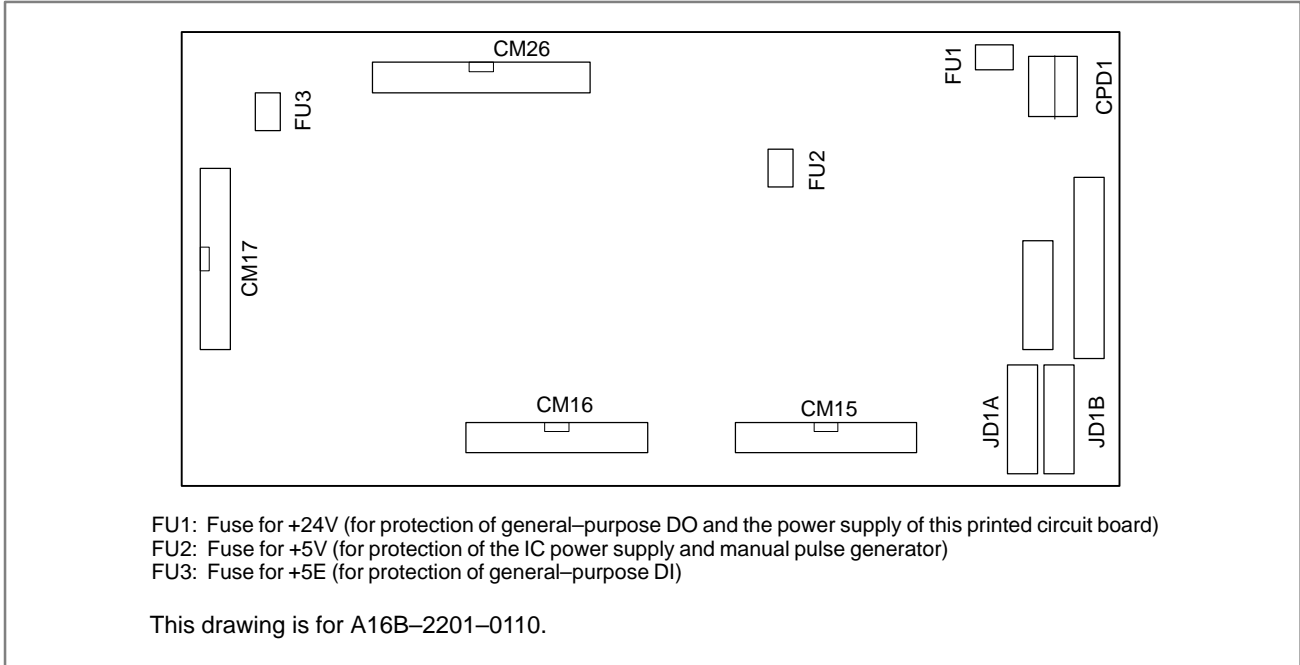 CM26
FU1
CPD1
FU3
FU2
CM17
CM16
CM15
JD1A
JD1B
FU1: Fuse for +24V (for protection of general–purpose DO and the power supply of this printed circuit board)
FU2: Fuse for +5V (for protection of the IC power supply and manual pulse generator)
FU3: Fuse for +5E (for protection of general–purpose DI)
This drawing is for A16B–2201–0110.